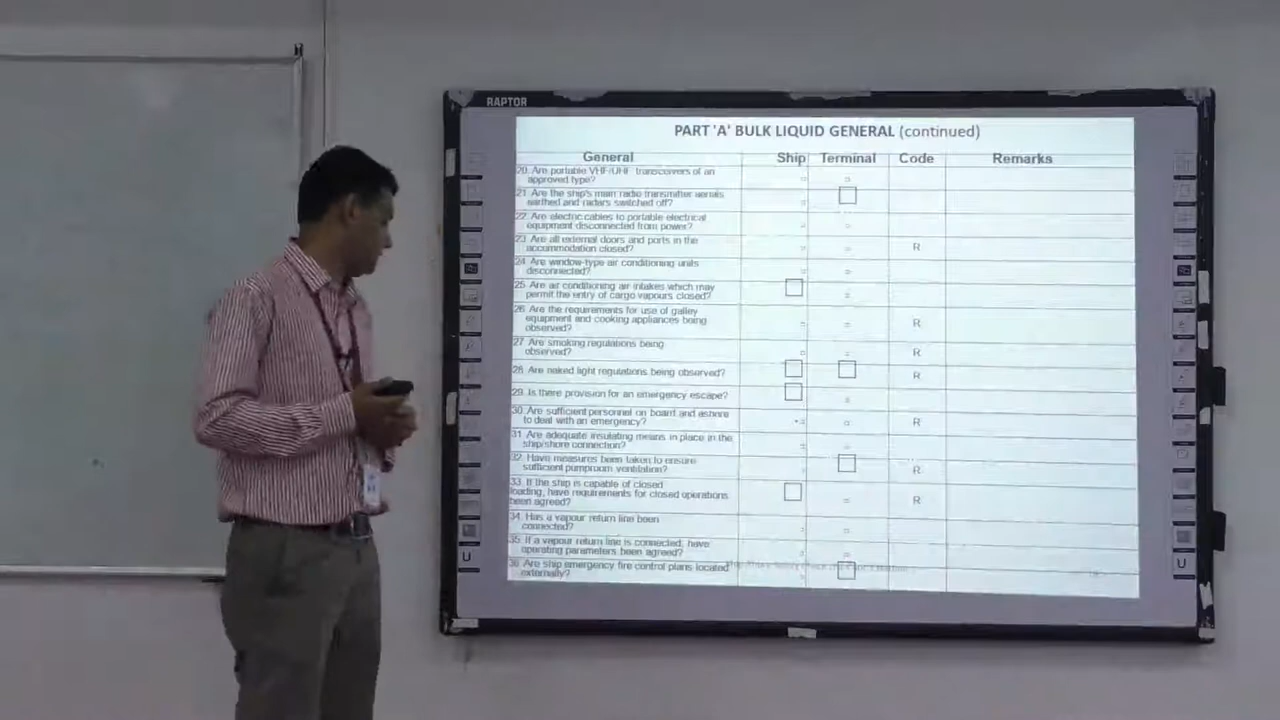 RAPTOR
PART 'A' BULK LIQUID GENERAL (continued)
General Ship Terminal Code Remarks
20. Are portable VHF/UHF transceivers of an
approved type?
21. Are the ship's main radio transmitter aerials
earthed and radars switched off?
22. Are electric cables to portable electrical
equipment disconnected from power?
23. Are all external doors and ports in the
accommodation closed? R
24. Are window-type air conditioning units
disconnected?
25. Are air conditioning air intakes which may
permit the entry of cargo vapours closed?
26. Are the requirements for use of galley
equipment and cooking appliances being R
observed?
27. Are smoking regulations being
observed? R
28. Are naked light regulations being observed? R
29. Is there provision for an emergency escape?
30. Are sufficient personnel on board and ashore
to deal with an emergency? R
31. Are adequate insulating means in place in the
ship/shore connection?
32. Have measures been taken to ensure
sufficient pumproom ventilation? R
33. If the ship is capable of closed
loading, have requirements for closed operations R
been agreed?
34. Has a vapour return line been
connected?
35. If a vapour return line is connected, have
operating parameters been agreed?
36. Are ship emergency fire control plans located
externally?
U
U